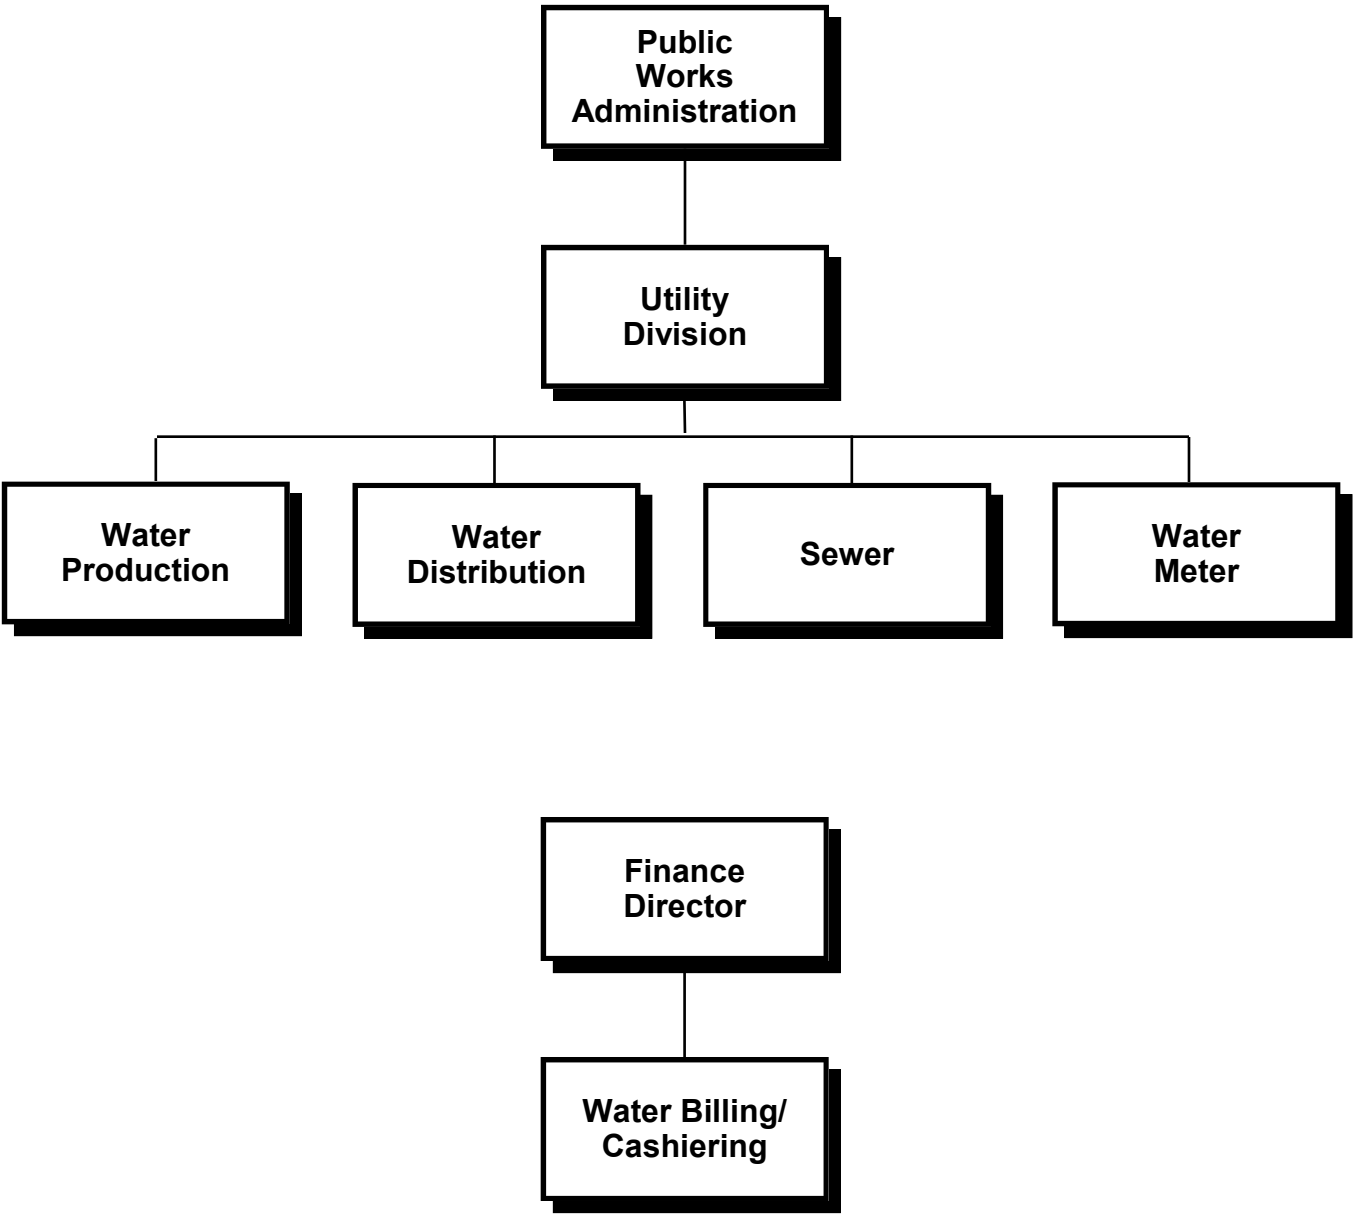 Public
Works
Administration
Utility
Division
Water
Production
Water
Distribution
Sewer
Water
Meter
Finance
Director
Water Billing/
Cashiering